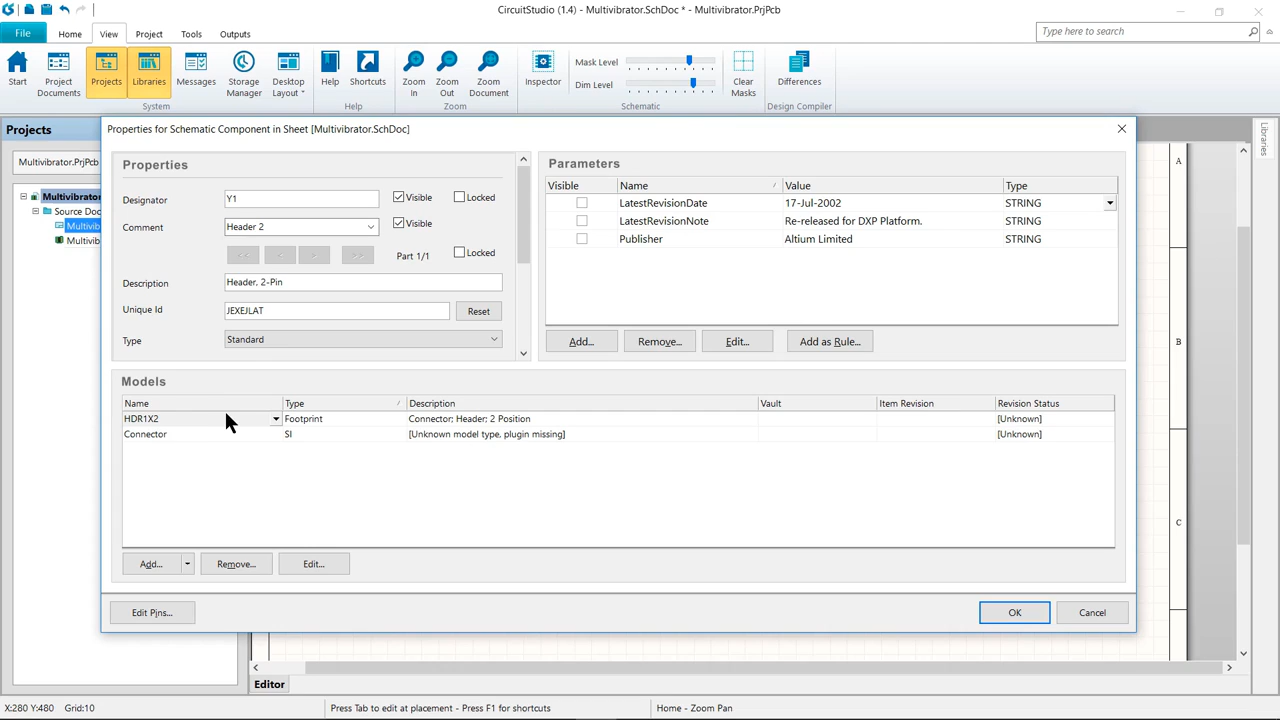 CircuitStudio (1.4) - Multivibrator.SchDoc * - Multivibrator.PrjPcb
File Home View Project Tools Outputs
Type here to search
Start
Project Documents
Projects
Libraries
Messages
Storage Manager
Desktop Layout
Help
Shortcuts
Zoom In
Zoom Out
Zoom Document
Inspector
Mask Level
Dim Level
Clear Masks
Differences
System
Help
Zoom
Schematic
Design Compiler
Projects
Multivibrator.PrjPcb
Multivibrator
Source Doc
Multivib
Multivib
Libraries
A
B
C
Properties for Schematic Component in Sheet [Multivibrator.SchDoc]
Properties
Designator Y1 Visible Locked
Comment Header 2 Visible
<< < > >> Part 1/1 Locked
Description Header, 2-Pin
Unique Id JEXEJLAT Reset
Type Standard
Parameters
Visible Name Value Type
LatestRevisionDate 17-Jul-2002 STRING
LatestRevisionNote Re-released for DXP Platform. STRING
Publisher Altium Limited STRING
Add... Remove... Edit... Add as Rule...
Models
Name Type Description Vault Item Revision Revision Status
HDR1X2 Footprint Connector; Header; 2 Position [Unknown]
Connector SI [Unknown model type, plugin missing] [Unknown]
Add... Remove... Edit...
Edit Pins... OK Cancel
Editor
X:280 Y:480 Grid:10 Press Tab to edit at placement - Press F1 for shortcuts Home - Zoom Pan